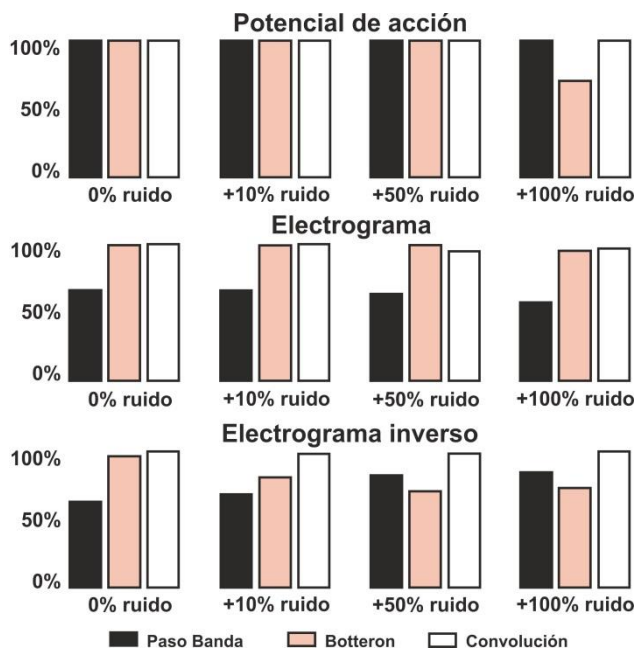 Potencial de acción
100%
50%
0%
0% ruido +10% ruido +50% ruido +100% ruido
Electrograma
100%
50%
0%
0% ruido +10% ruido +50% ruido +100% ruido
Electrograma inverso
100%
50%
0%
0% ruido +10% ruido +50% ruido +100% ruido
Paso Banda Botteron Convolución